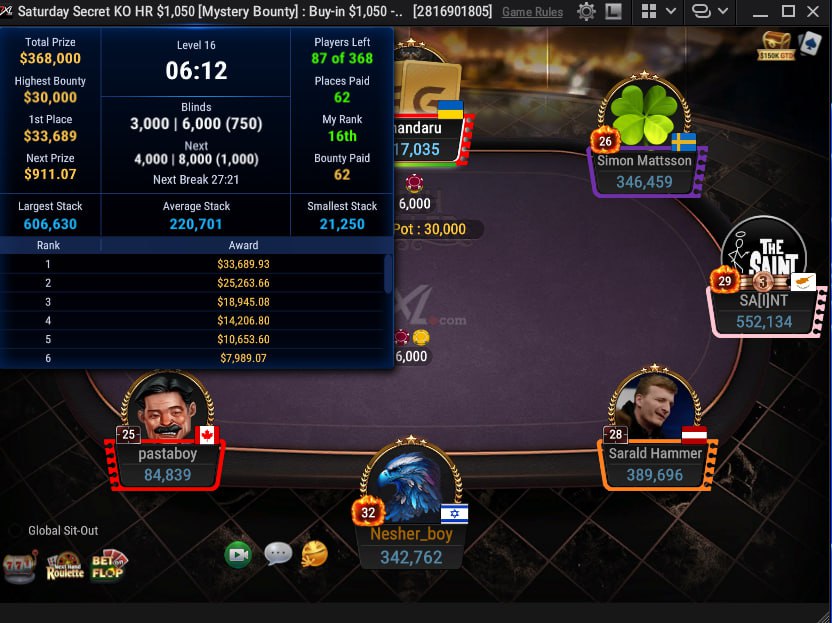 Saturday Secret KO HR $1,050 [Mystery Bounty] : Buy-in $1,050 -.. [2816901805] Game Rules
Total Prize
$368,000
Highest Bounty
$30,000
1st Place
$33,689
Next Prize
$911.07
Level 16
06:12
Blinds
3,000 | 6,000 (750)
Next
4,000 | 8,000 (1,000)
Next Break 27:21
Players Left
87 of 368
Places Paid
62
My Rank
16th
Bounty Paid
62
Largest Stack
606,630
Average Stack
220,701
Smallest Stack
21,250
Rank Award
1 $33,689.93
2 $25,263.66
3 $18,945.08
4 $14,206.80
5 $10,653.60
6 $7,989.07
$150K GTD
nandaru
17,035
6,000
Pot : 30,000
26
Simon Mattsson
346,459
THE
SAINT
29
3
SA[I]NT
552,134
XL
.com
6,000
25
pastaboy
84,839
28
Sarald Hammer
389,696
32
Nesher_boy
342,762
Global Sit-Out
777
Next Hand
Roulette
BET on
FLOP